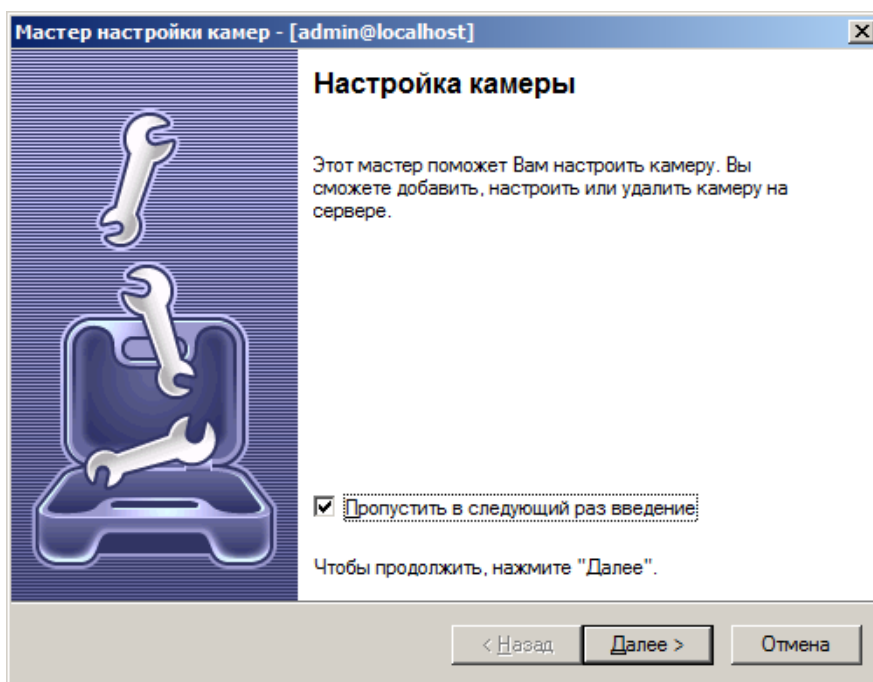 Мастер настройки камер - [admin@localhost]
Настройка камеры
Этот мастер поможет Вам настроить камеру. Вы
сможете добавить, настроить или удалить камеру на
сервере.
Пропустить в следующий раз введение
Чтобы продолжить, нажмите "Далее".
< Назад
Далее >
Отмена